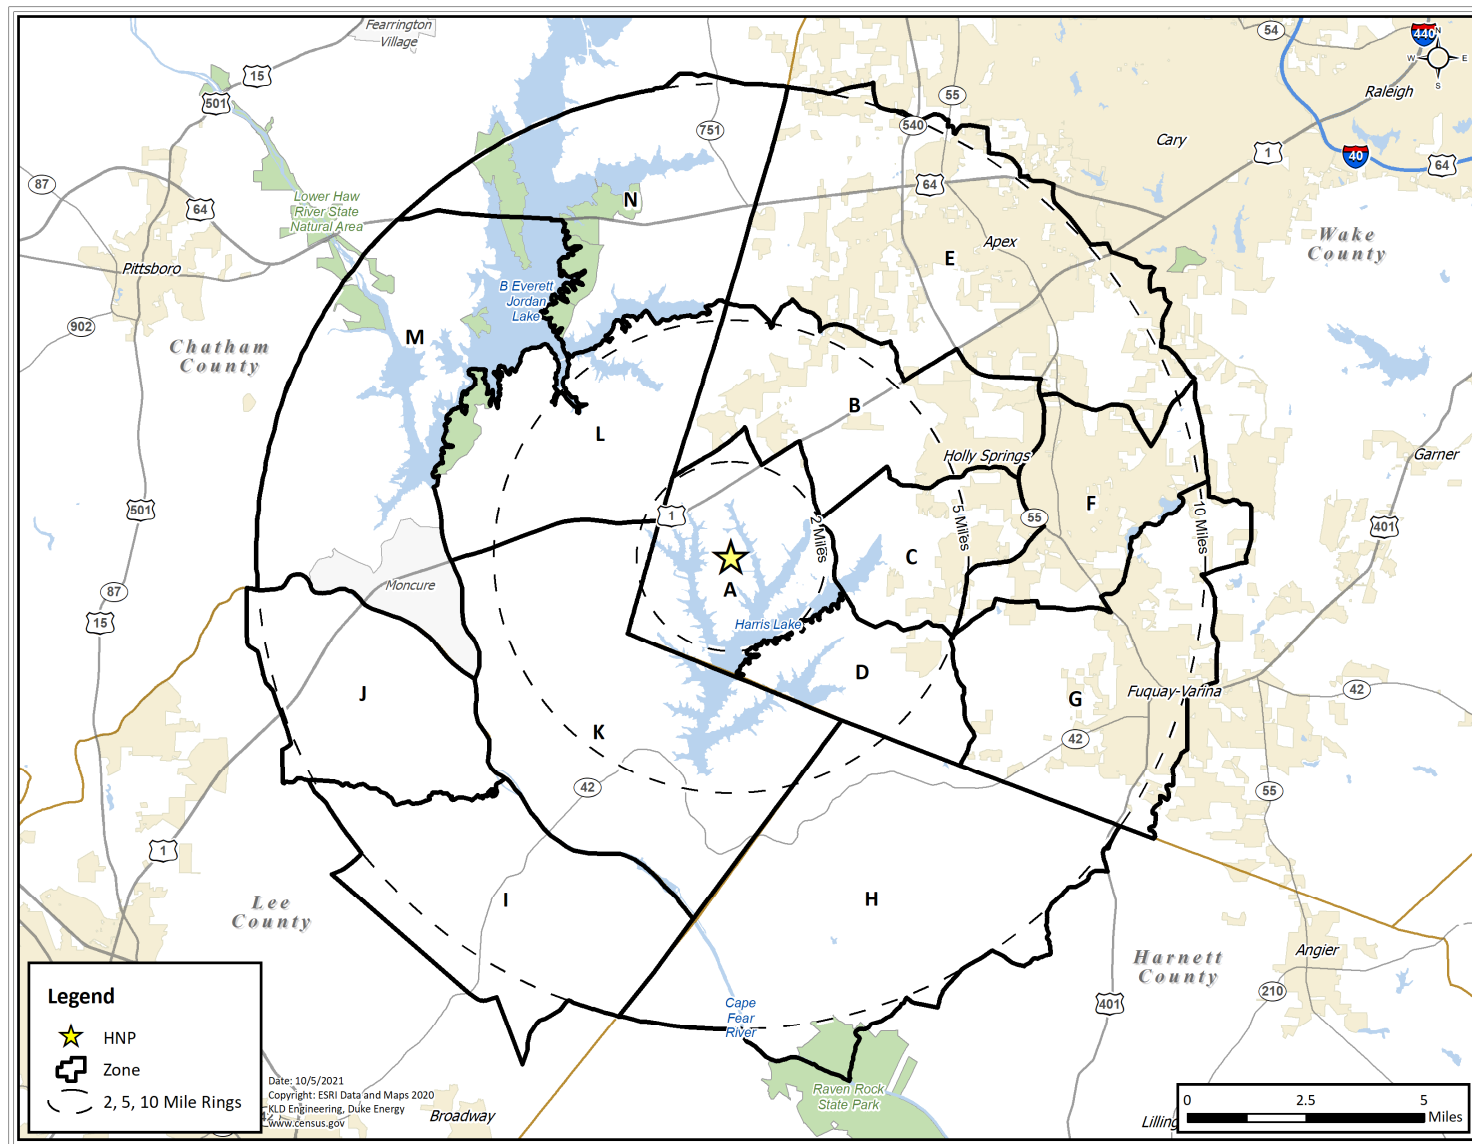 Fearrington
Village
54
440
N
W
E
S
15
501
55
Raleigh
751
540
Cary
1
40
64
87
64
64
N
Lower Haw
River State
Natural Area
Apex
Wake
County
E
Pittsboro
B Everett
Jordan
Lake
902
M
Chatham
County
B
L
Holly Springs
Garner
501
1
2 Miles
5 Miles
55
F
10 Miles
401
C
A
Moncure
87
15
Harris Lake
D
J
G
Fuquay-Varina
42
K
42
42
55
1
I
H
Lee
County
Harnett
County
Angier
210
401
Cape
Fear
River
Legend
HNP
Zone
2, 5, 10 Mile Rings
Date: 10/5/2021
Copyright: ESRI Data and Maps 2020
KLD Engineering, Duke Energy
www.census.gov
42
Broadway
Raven Rock
State Park
0
2.5
5
Miles
Lilling